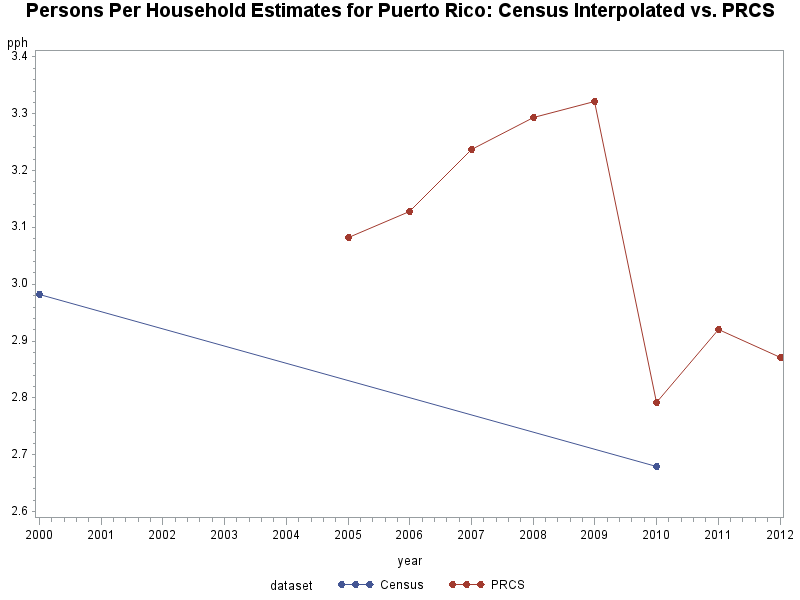 Persons Per Household Estimates for Puerto Rico: Census Interpolated vs. PRCS
pph
3.4
3.3
3.2
3.1
3.0
2.9
2.8
2.7
2.6
2000 2001 2002 2003 2004 2005 2006 2007 2008 2009 2010 2011 2012
year
dataset Census PRCS